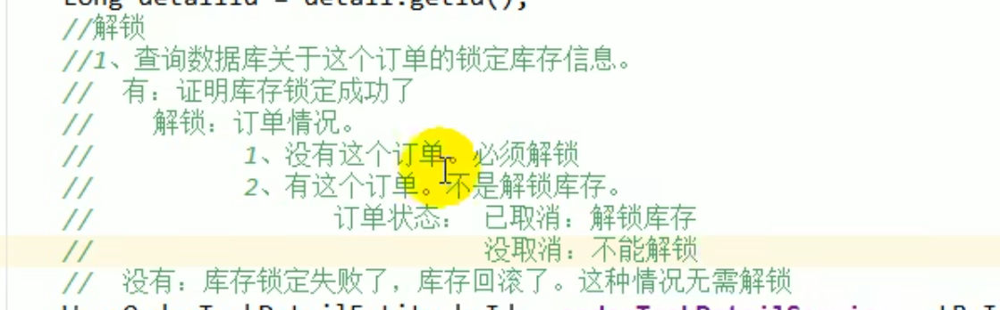 Long detailId = detail.getId();
//解锁
//1、查询数据库关于这个订单的锁定库存信息。
// 有：证明库存锁定成功了
// 解锁：订单情况。
// 1、没有这个订单。必须解锁
// 2、有这个订单。不是解锁库存。
// 订单状态： 已取消：解锁库存
// 没取消：不能解锁
// 没有：库存锁定失败了，库存回滚了。这种情况无需解锁